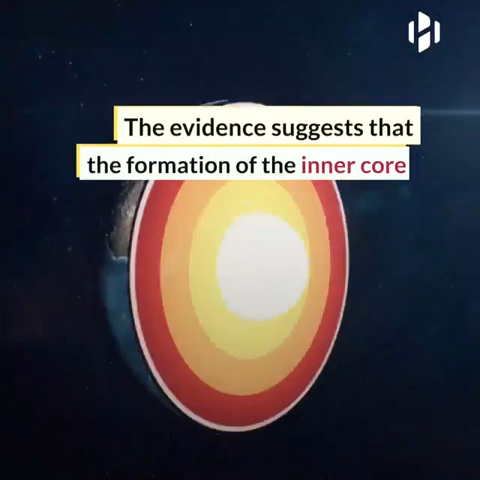 The evidence suggests that
the formation of the inner core